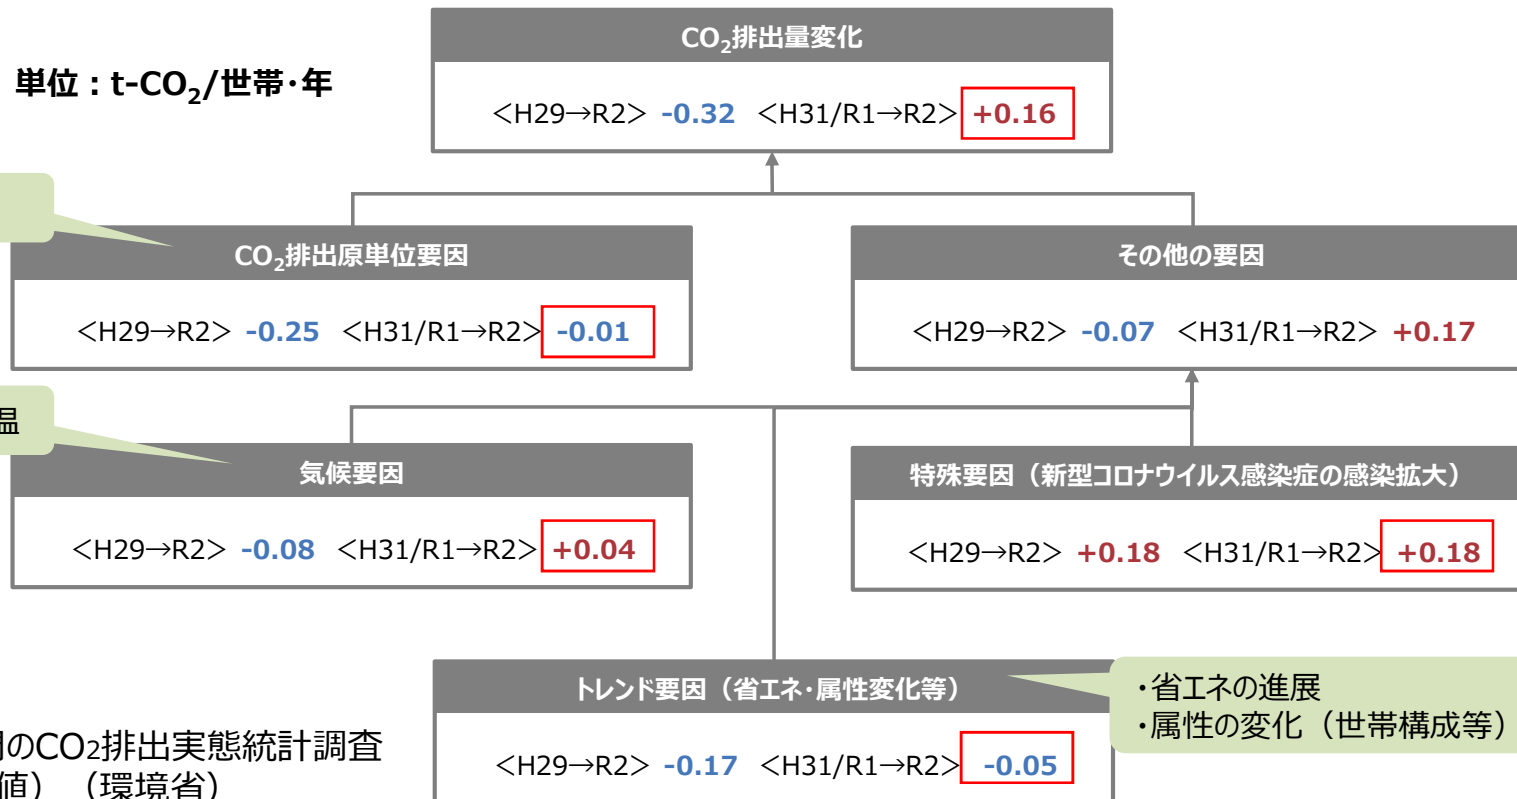 CO₂排出量変化
単位：t-CO₂/世帯・年
<H29→R2> -0.32 <H31/R1→R2> +0.16
CO₂排出原単位要因
その他の要因
<H29→R2> -0.25 <H31/R1→R2> -0.01
<H29→R2> -0.07 <H31/R1→R2> +0.17
温
気候要因
特殊要因（新型コロナウイルス感染症の感染拡大）
<H29→R2> -0.08 <H31/R1→R2> +0.04
<H29→R2> +0.18 <H31/R1→R2> +0.18
トレンド要因（省エネ・属性変化等）
・省エネの進展
・属性の変化（世帯構成等）
のCO2排出実態統計調査
値）（環境省）
<H29→R2> -0.17 <H31/R1→R2> -0.05